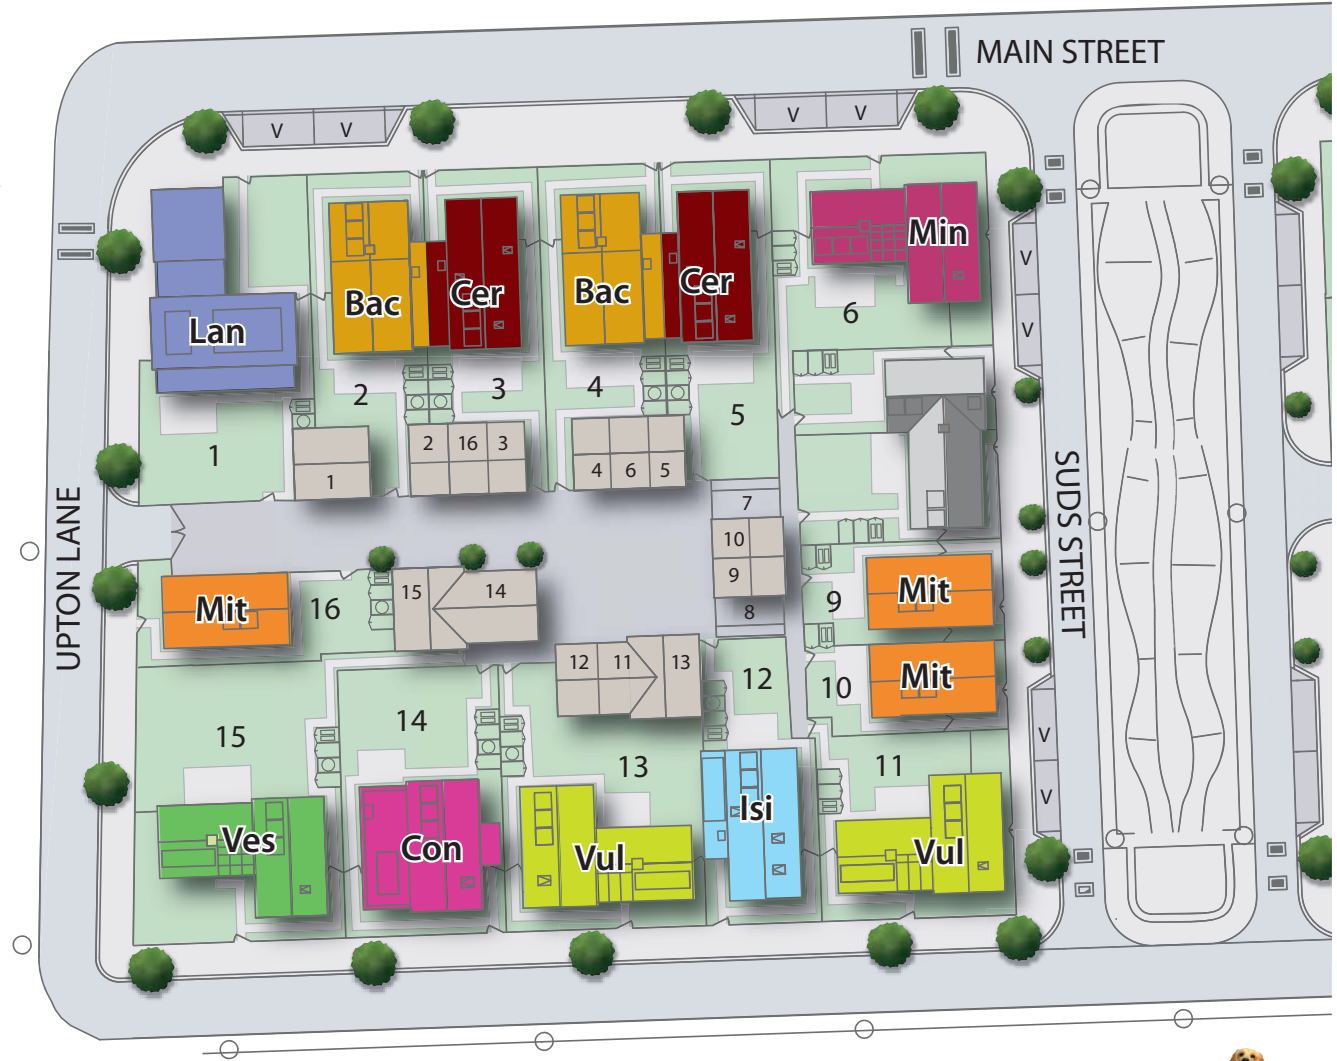 MAIN STREET
V V
V V
Min
Bac
Cer
Bac
Cer
Lan
V
V
6
2
3
4
5
1
2 16 3
4 6 5
1
7
10
9
8
UPTON LANE
SUDS STREET
Mit
16
15
14
9
Mit
12 11 13
12
10
Mit
15
14
13
11
V
V
Ves
Con
Vul
Isi
Vul